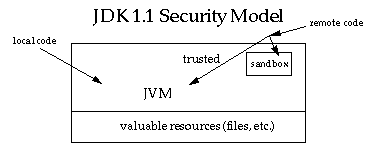 JDK 1.1 Security Model
remote code
local code
trusted
sandbox
JVM
valuable resources (files, etc.)